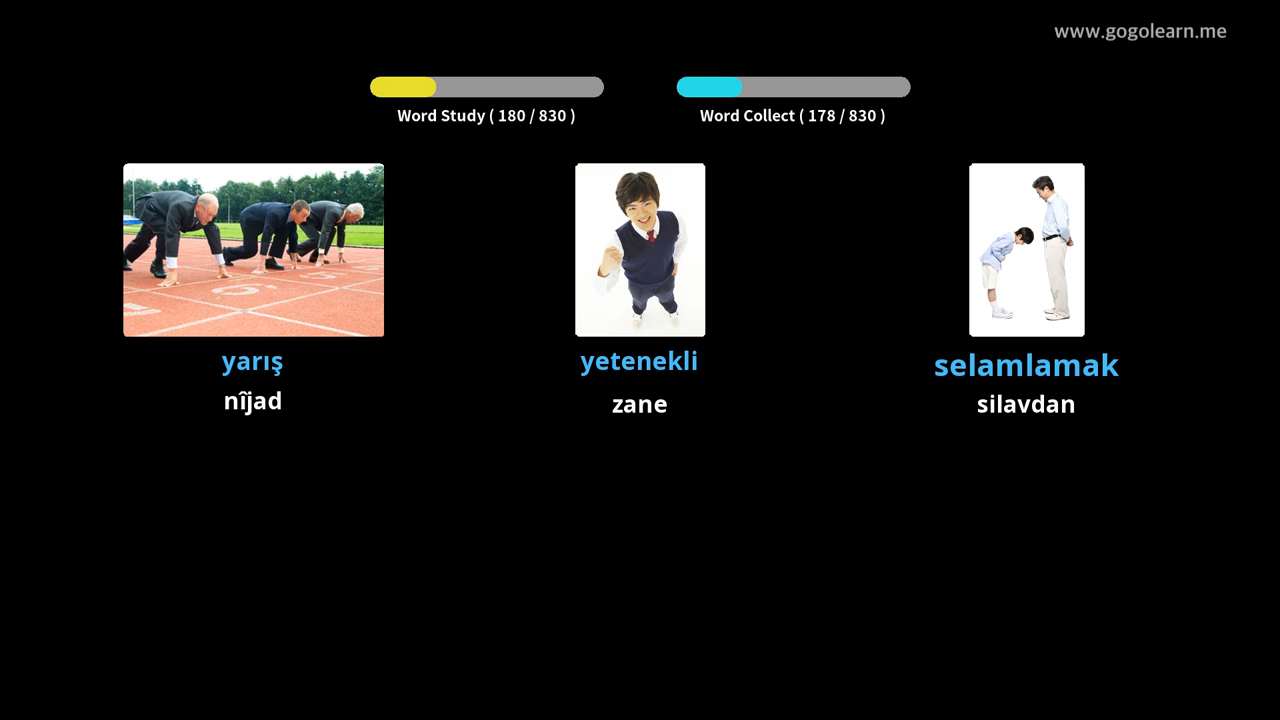 www.gogolearn.me
Word Study ( 180 / 830 )
Word Collect ( 178 / 830 )
yarış
yetenekli
selamlamak
nîjad
zane
silavdan